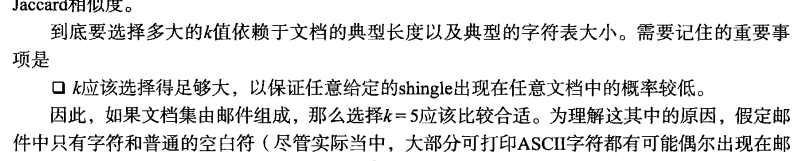 Jaccard相似度。
到底要选择多大的k值依赖于文档的典型长度以及典型的字符表大小。需要记住的重要事
项是
❑ k应该选择得足够大，以保证任意给定的shingle出现在任意文档中的概率较低。
因此，如果文档集由邮件组成，那么选择k=5应该比较合适。为理解这其中的原因，假定邮
件中只有字符和普通的空白符（尽管实际当中，大部分可打印ASCII字符都有可能偶尔出现在邮